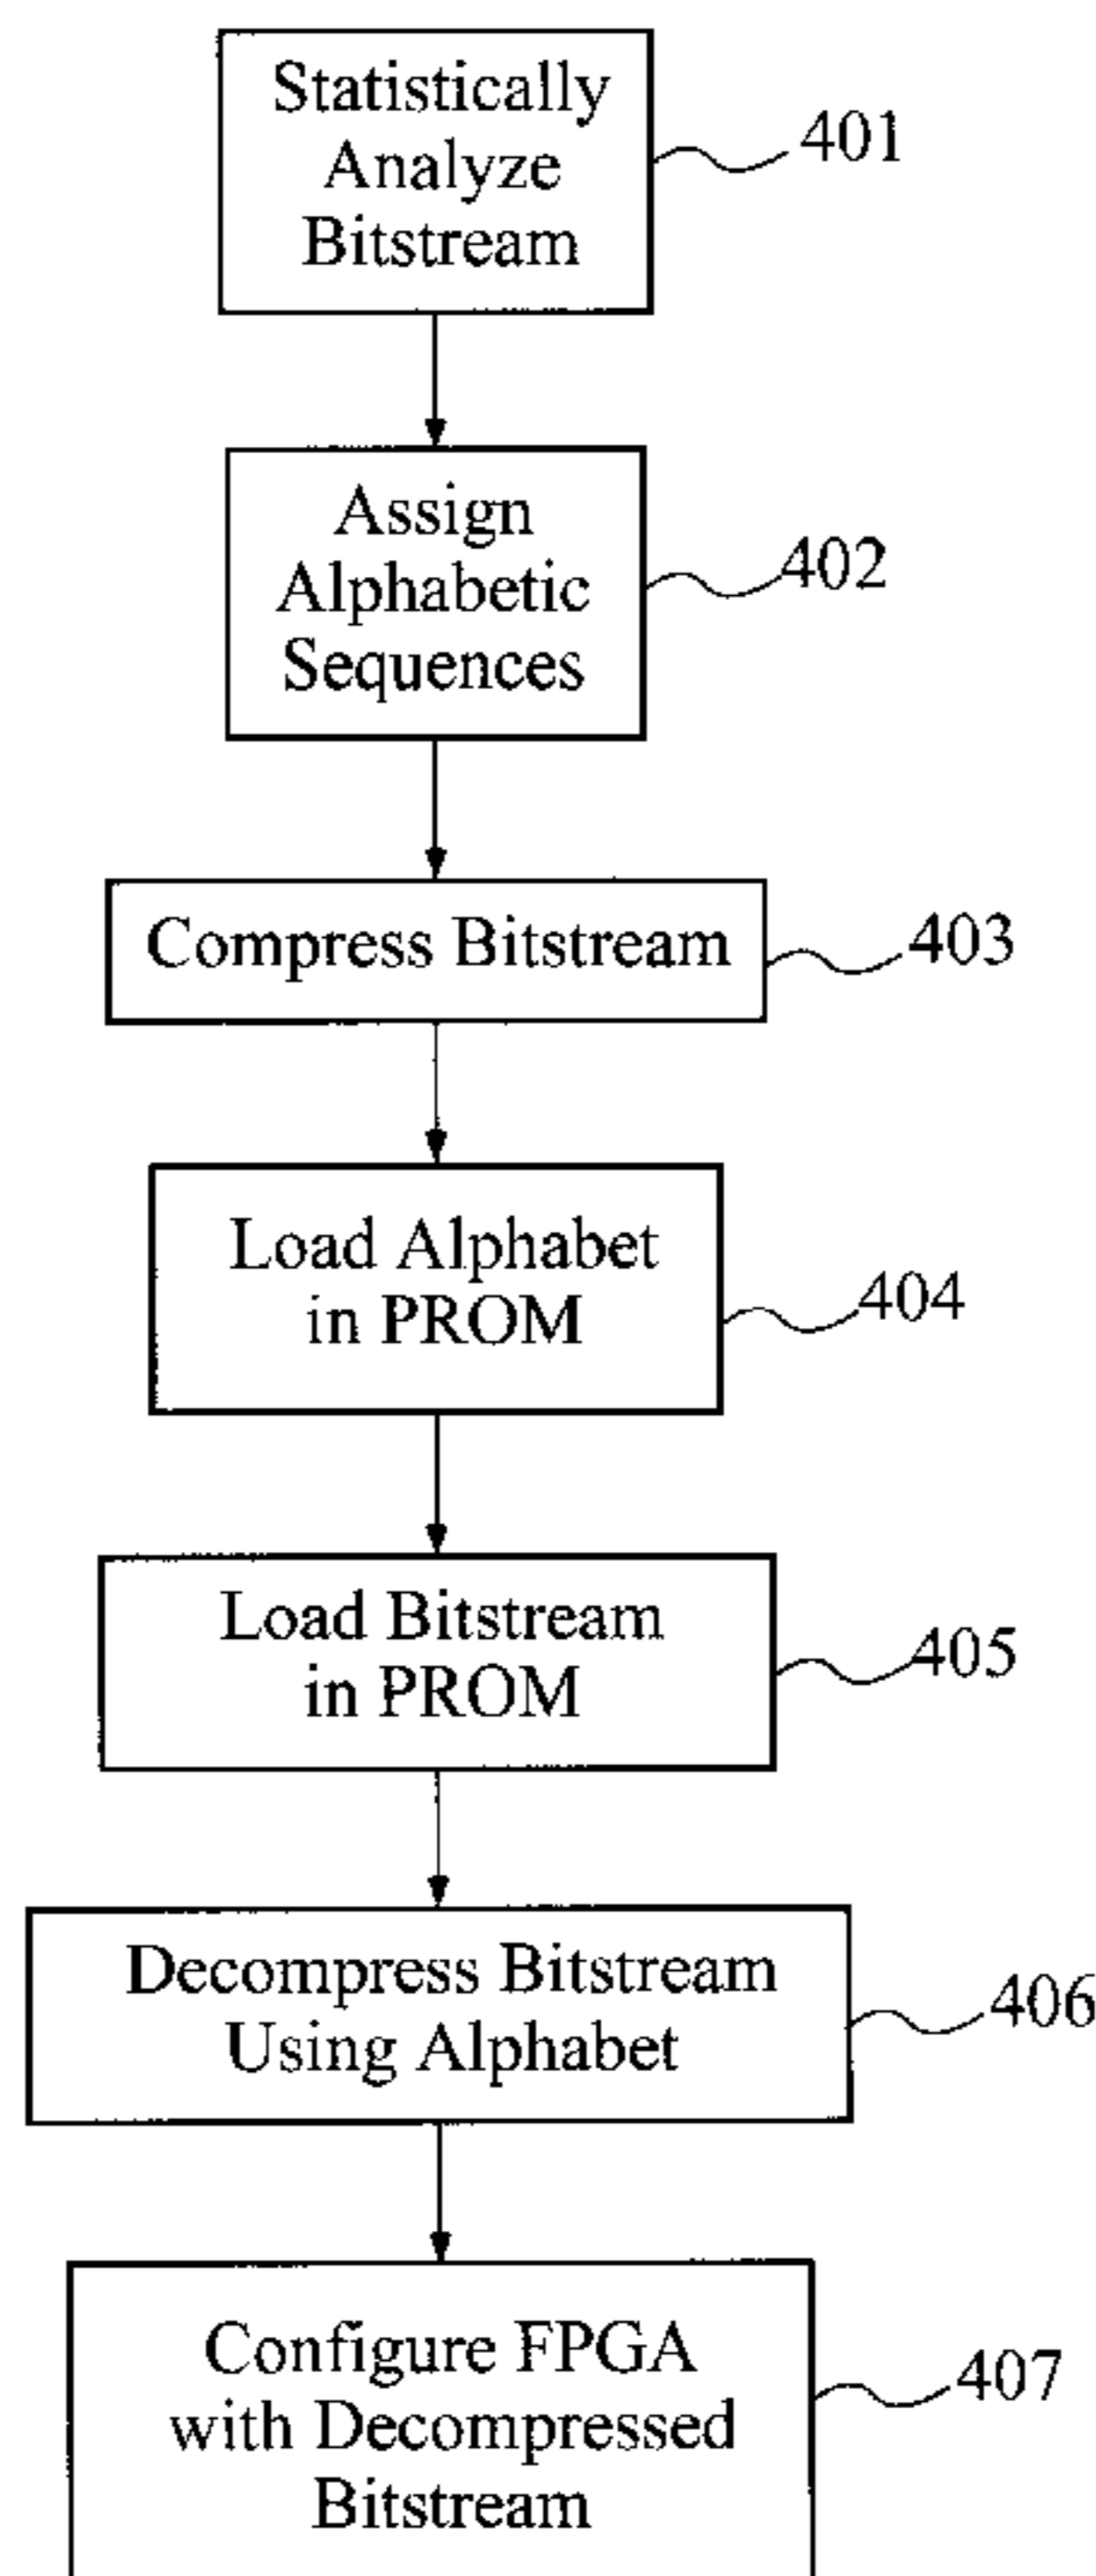 Statistically
Analyze
Bitstream
401
Assign
Alphabetic
Sequences
402
Compress Bitstream
403
Load Alphabet
in PROM
404
Load Bitstream
in PROM
405
Decompress Bitstream
Using Alphabet
406
Configure FPGA
with Decompressed
Bitstream
407